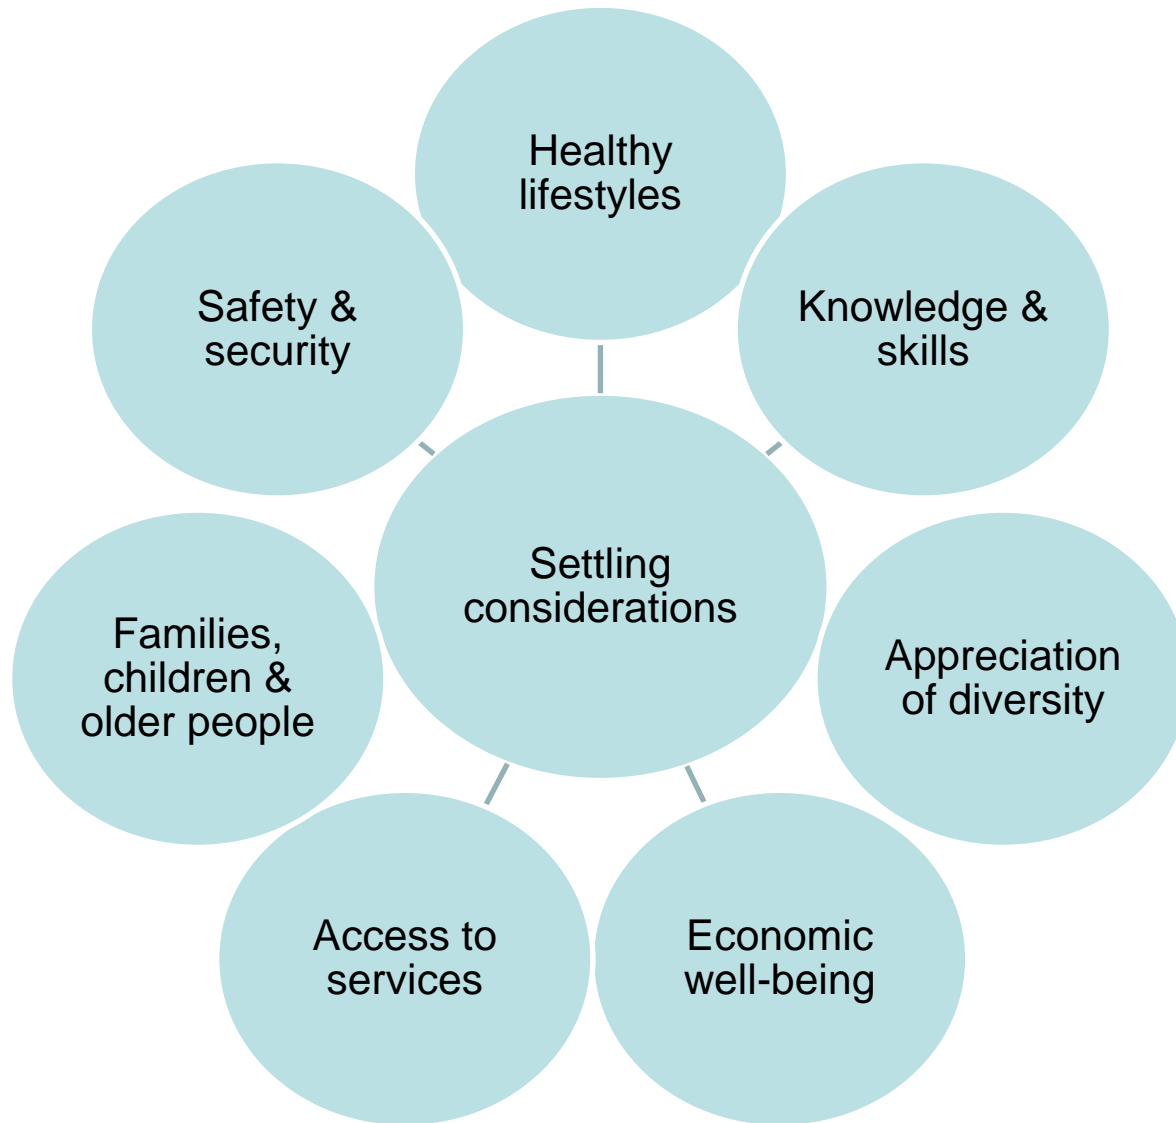 Healthy
lifestyles
Safety &
security
Knowledge &
skills
Settling
considerations
Families,
children &
older people
Appreciation
of diversity
Access to
services
Economic
well-being